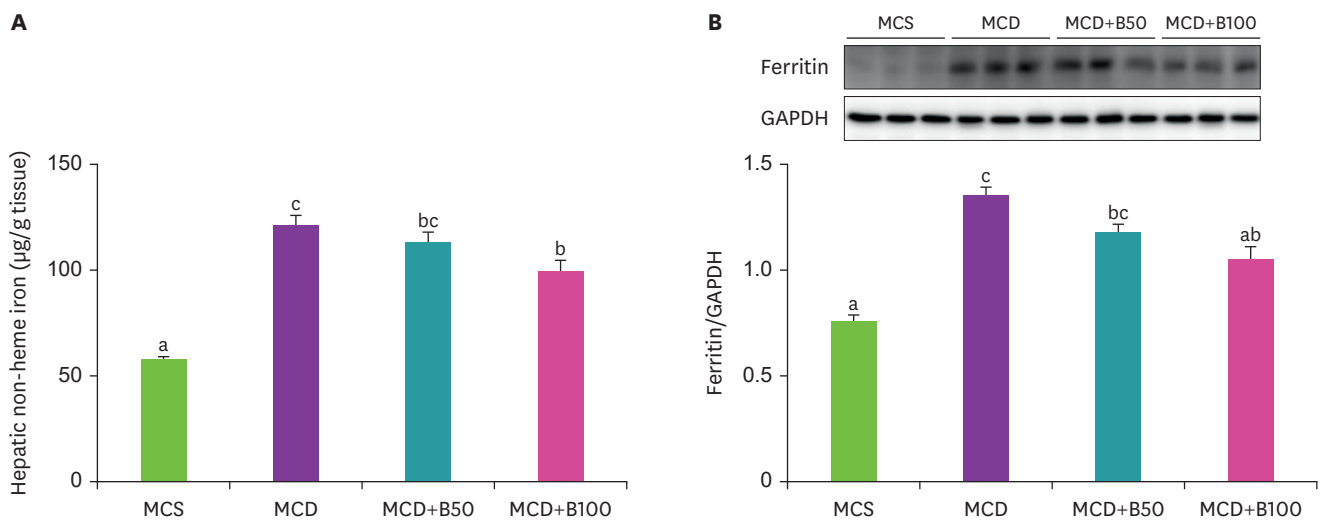 A
Hepatic non-heme iron (µg/g tissue)
150
100
50
0
a
c
bc
b
MCS
MCD
MCD+B50
MCD+B100
B
MCS
MCD
MCD+B50
MCD+B100
Ferritin
GAPDH
Ferritin/GAPDH
1.5
1.0
0.5
0
a
c
bc
ab
MCS
MCD
MCD+B50
MCD+B100